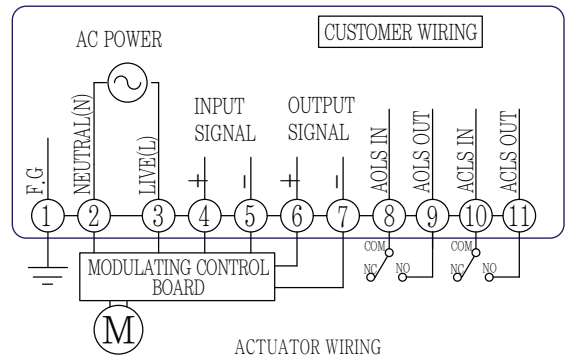 CUSTOMER WIRING
AC POWER
INPUT
SIGNAL
OUTPUT
SIGNAL
F.G
NEUTRAL(N)
LIVE(L)
+
-
+
-
AOLS IN
AOLS OUT
ACLS IN
ACLS OUT
1 2 3 4 5 6 7 8 9 10 11
COM
NC
NO
COM
NC
NO
MODULATING CONTROL
BOARD
M
ACTUATOR WIRING